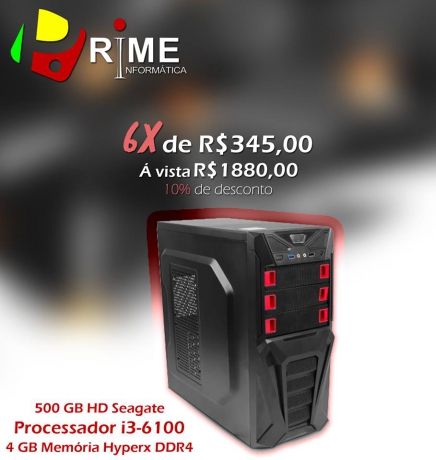 PRIME
INFORMÁTICA
6X de R$345,00
Á vista R$1880,00
10% de desconto
500 GB HD Seagate
Processador i3-6100
4 GB Memória Hyperx DDR4